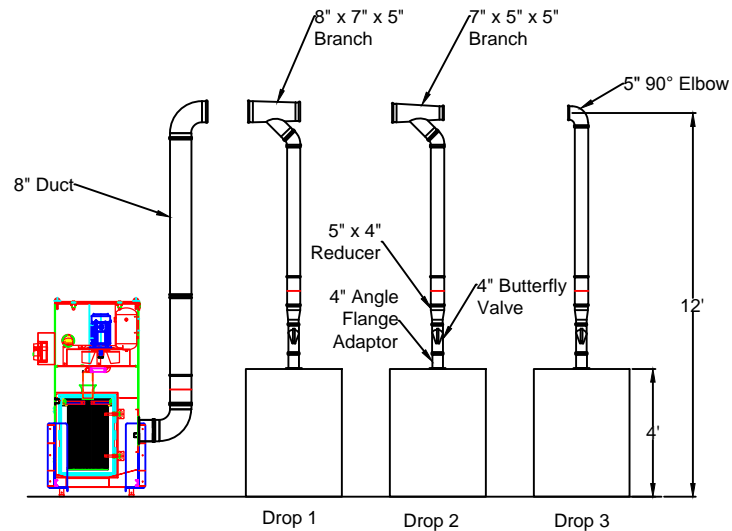 8" x 7" x 5"
Branch
7" x 5" x 5"
Branch
5" 90° Elbow
8" Duct
5" x 4"
Reducer
4" Angle
Flange
Adaptor
4" Butterfly
Valve
12'
4'
Drop 1
Drop 2
Drop 3